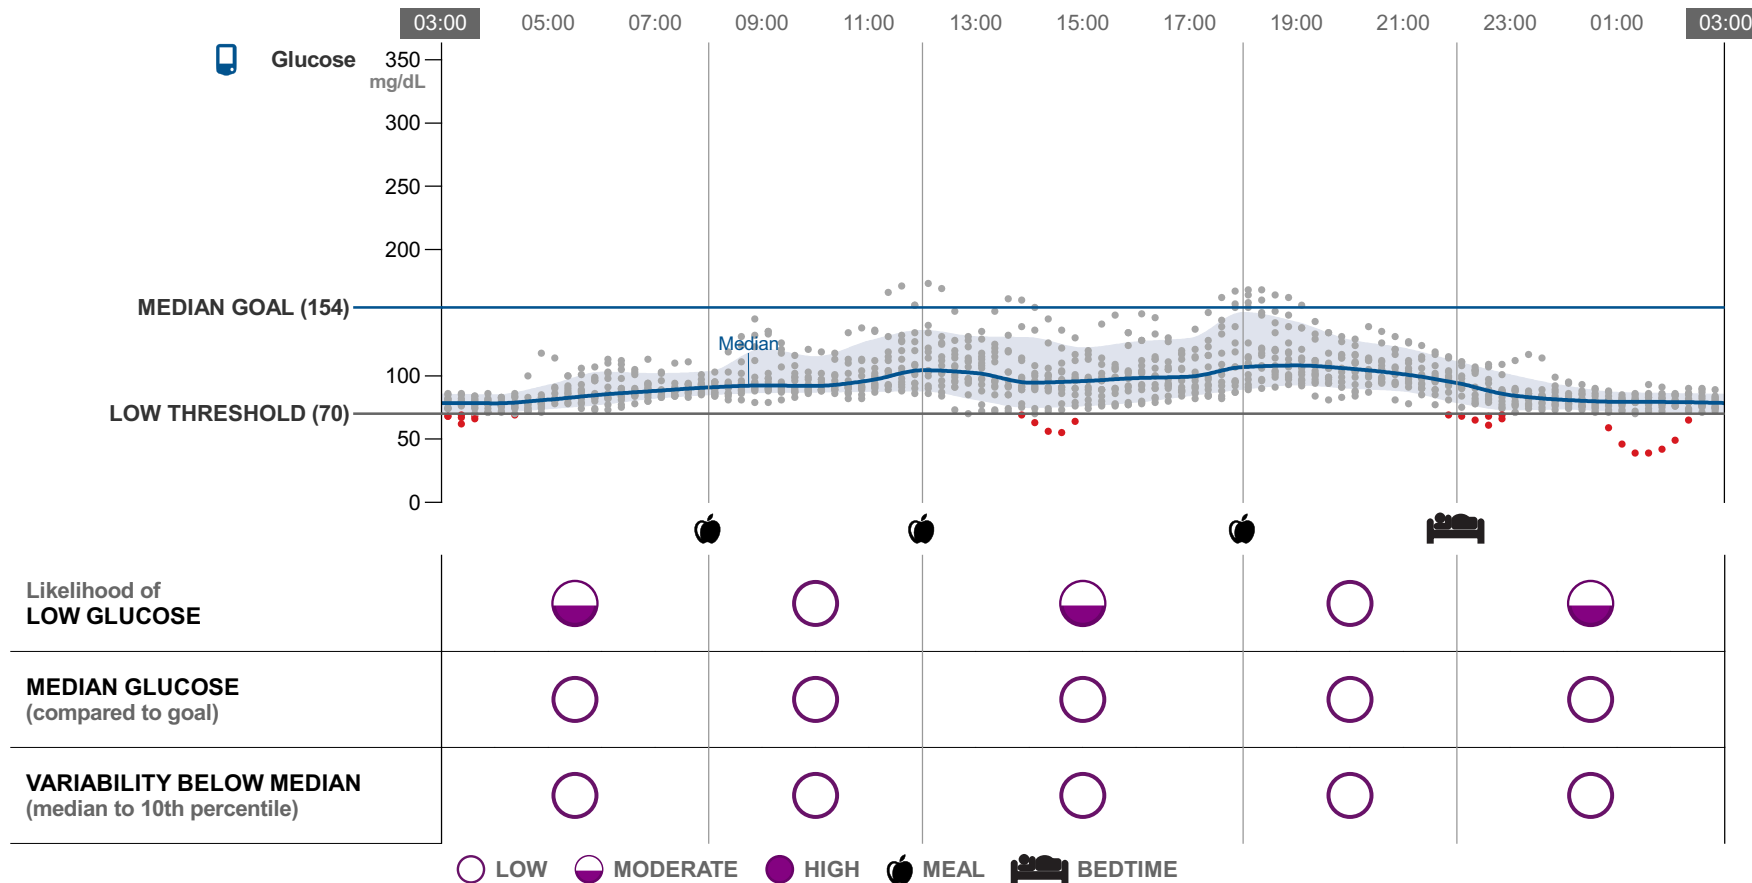 03:00 05:00 07:00 09:00 11:00 13:00 15:00 17:00 19:00 21:00 23:00 01:00 03:00
Glucose 350
mg/dL
300
250
200
MEDIAN GOAL (154)
Median
100
LOW THRESHOLD (70)
50
0
Likelihood of
LOW GLUCOSE
MEDIAN GLUCOSE
(compared to goal)
VARIABILITY BELOW MEDIAN
(median to 10th percentile)
LOW MODERATE HIGH MEAL BEDTIME